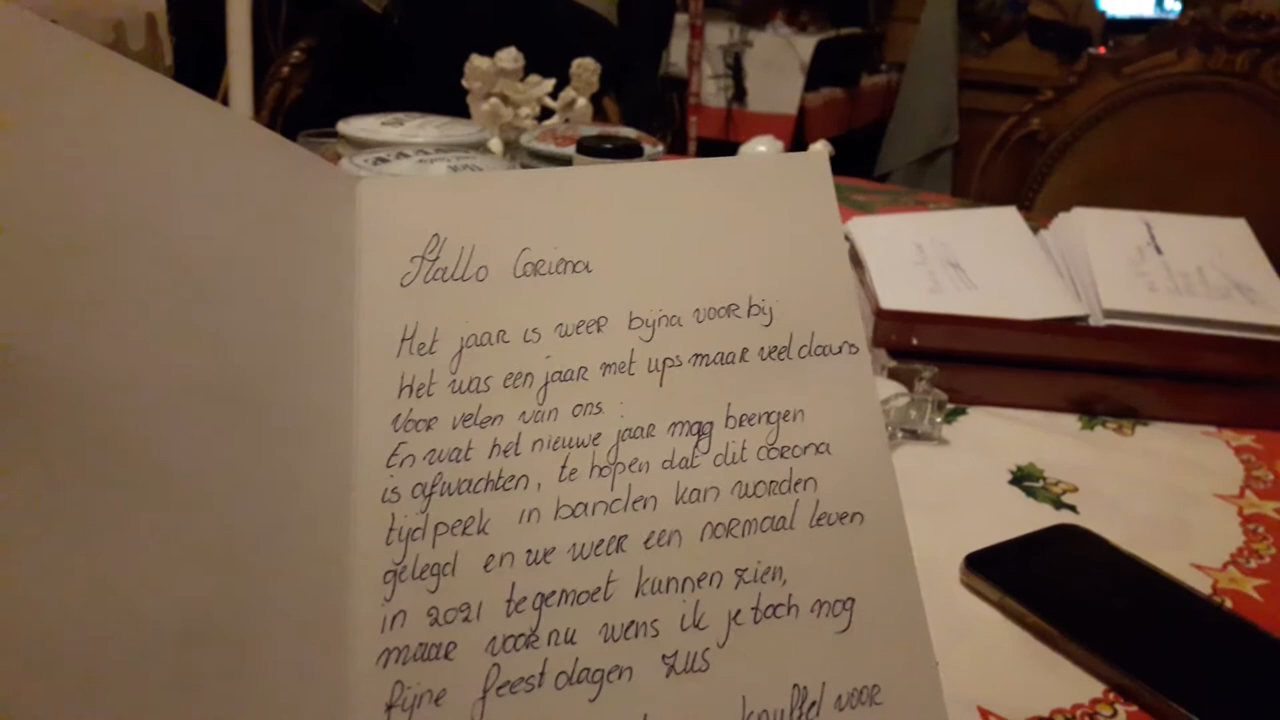 Hallo Coriena
Het jaar is weer bijna voorbij
Het was een jaar met ups maar veel downs
Voor velen van ons.
En wat het nieuwe jaar mag beengen
is afwachten, te hopen dat dit corona
tijdperk in banden kan worden
gelegd en we weer een normaal leven
in 2021 tegemoet kunnen zien,
maar voor nu wens ik je toch nog
fijne feestdagen zus
knuffel voor